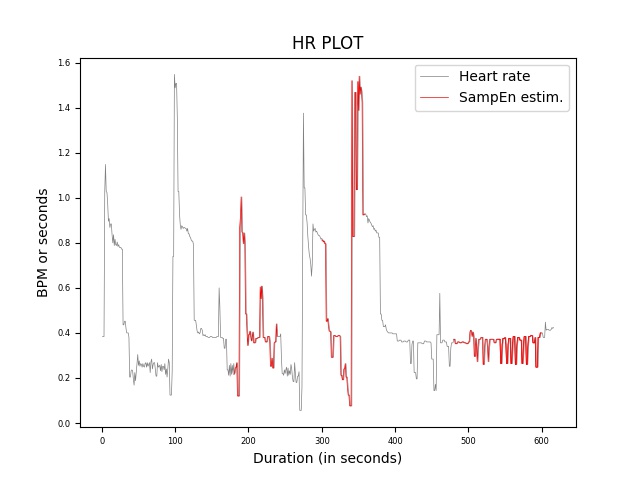 HR PLOT
Heart rate
SampEn estim.
BPM or seconds
1.6
1.4
1.2
1.0
0.8
0.6
0.4
0.2
0.0
0 100 200 300 400 500 600
Duration (in seconds)